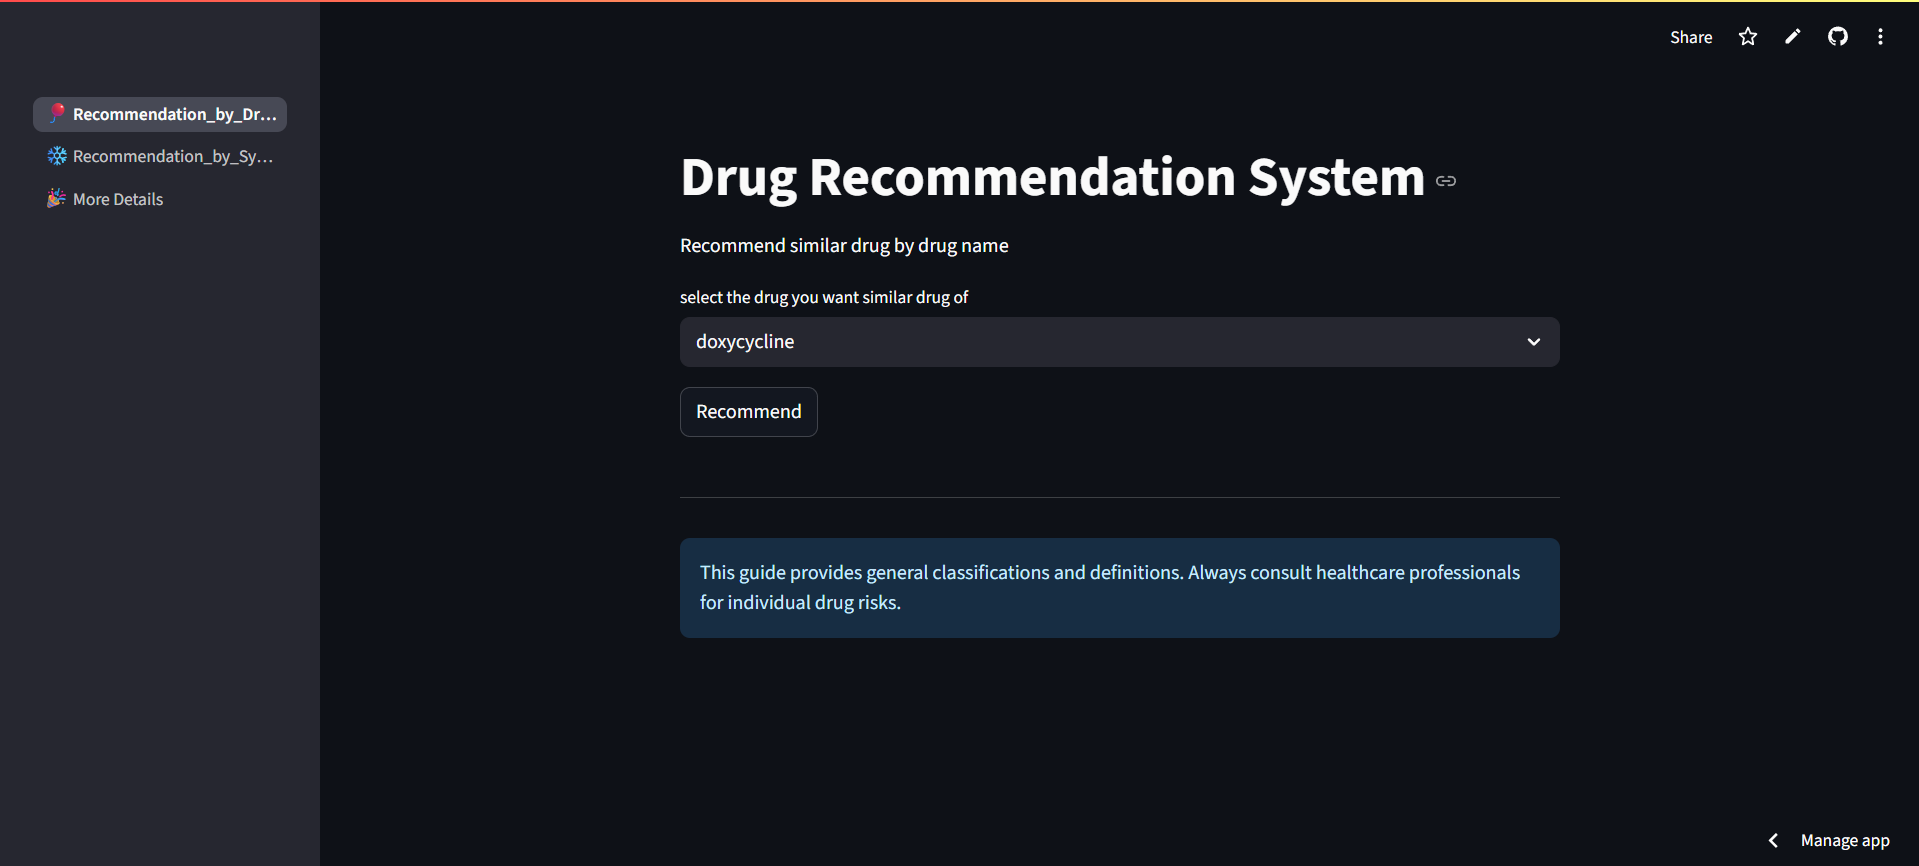 Share
Recommendation_by_Dr...
Recommendation_by_Sy...
More Details
Drug Recommendation System
Recommend similar drug by drug name
select the drug you want similar drug of
doxycycline
Recommend
This guide provides general classifications and definitions. Always consult healthcare professionals
for individual drug risks.
Manage app